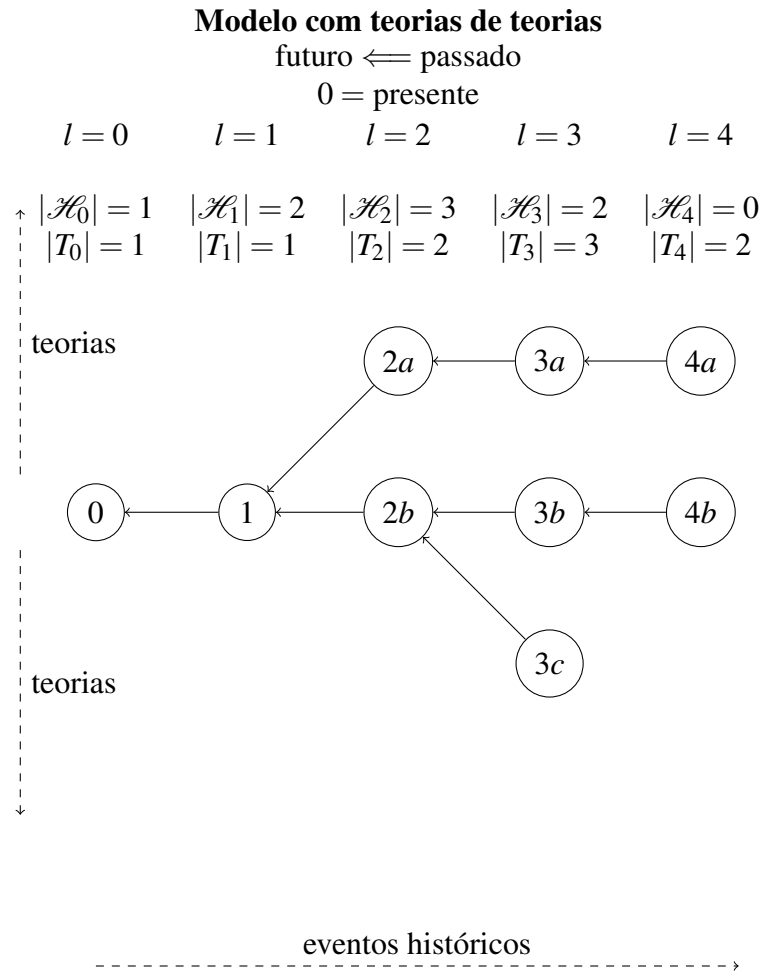 Modelo com teorias de teorias
futuro ⟸ passado
0 = presente
l = 0 l = 1 l = 2 l = 3 l = 4
|ℋ₀| = 1 |ℋ₁| = 2 |ℋ₂| = 3 |ℋ₃| = 2 |ℋ₄| = 0
|T₀| = 1 |T₁| = 1 |T₂| = 2 |T₃| = 3 |T₄| = 2
teorias
2a 3a 4a
0 1 2b 3b 4b
3c
teorias
eventos históricos